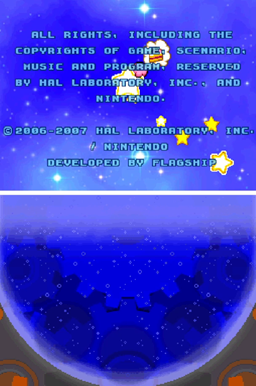 ALL RIGHTS, INCLUDING THE
COPYRIGHTS OF GAME, SCENARIO,
MUSIC AND PROGRAM, RESERVED
BY HAL LABORATORY, INC., AND
NINTENDO.
©2006-2007 HAL LABORATORY, INC.
/ NINTENDO
DEVELOPED BY FLAGSHIP